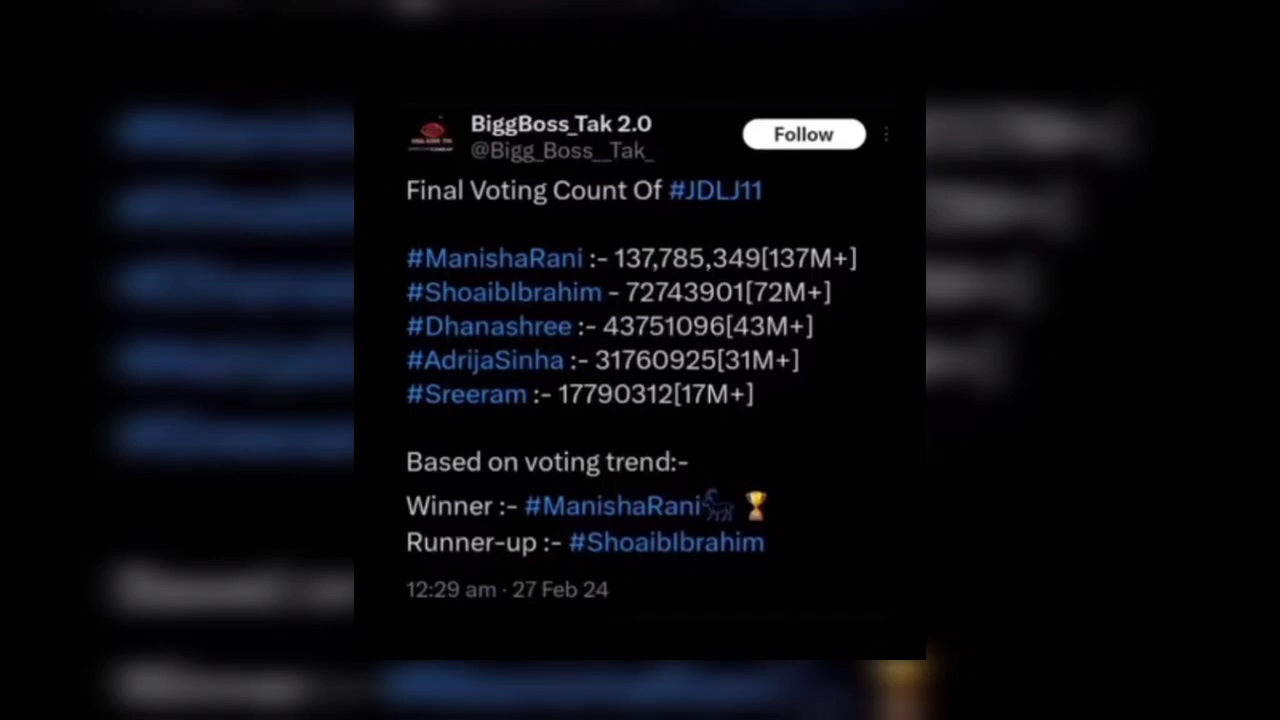 BiggBoss_Tak 2.0
Follow
@Bigg_Boss__Tak_
Final Voting Count Of #JDLJ11
#ManishaRani :- 137,785,349[137M+]
#ShoaibIbrahim - 72743901[72M+]
#Dhanashree :- 43751096[43M+]
#AdrijaSinha :- 31760925[31M+]
#Sreeram :- 17790312[17M+]
Based on voting trend:-
Winner :- #ManishaRani🐐 🏆
Runner-up :- #ShoaibIbrahim
12:29 am · 27 Feb 24